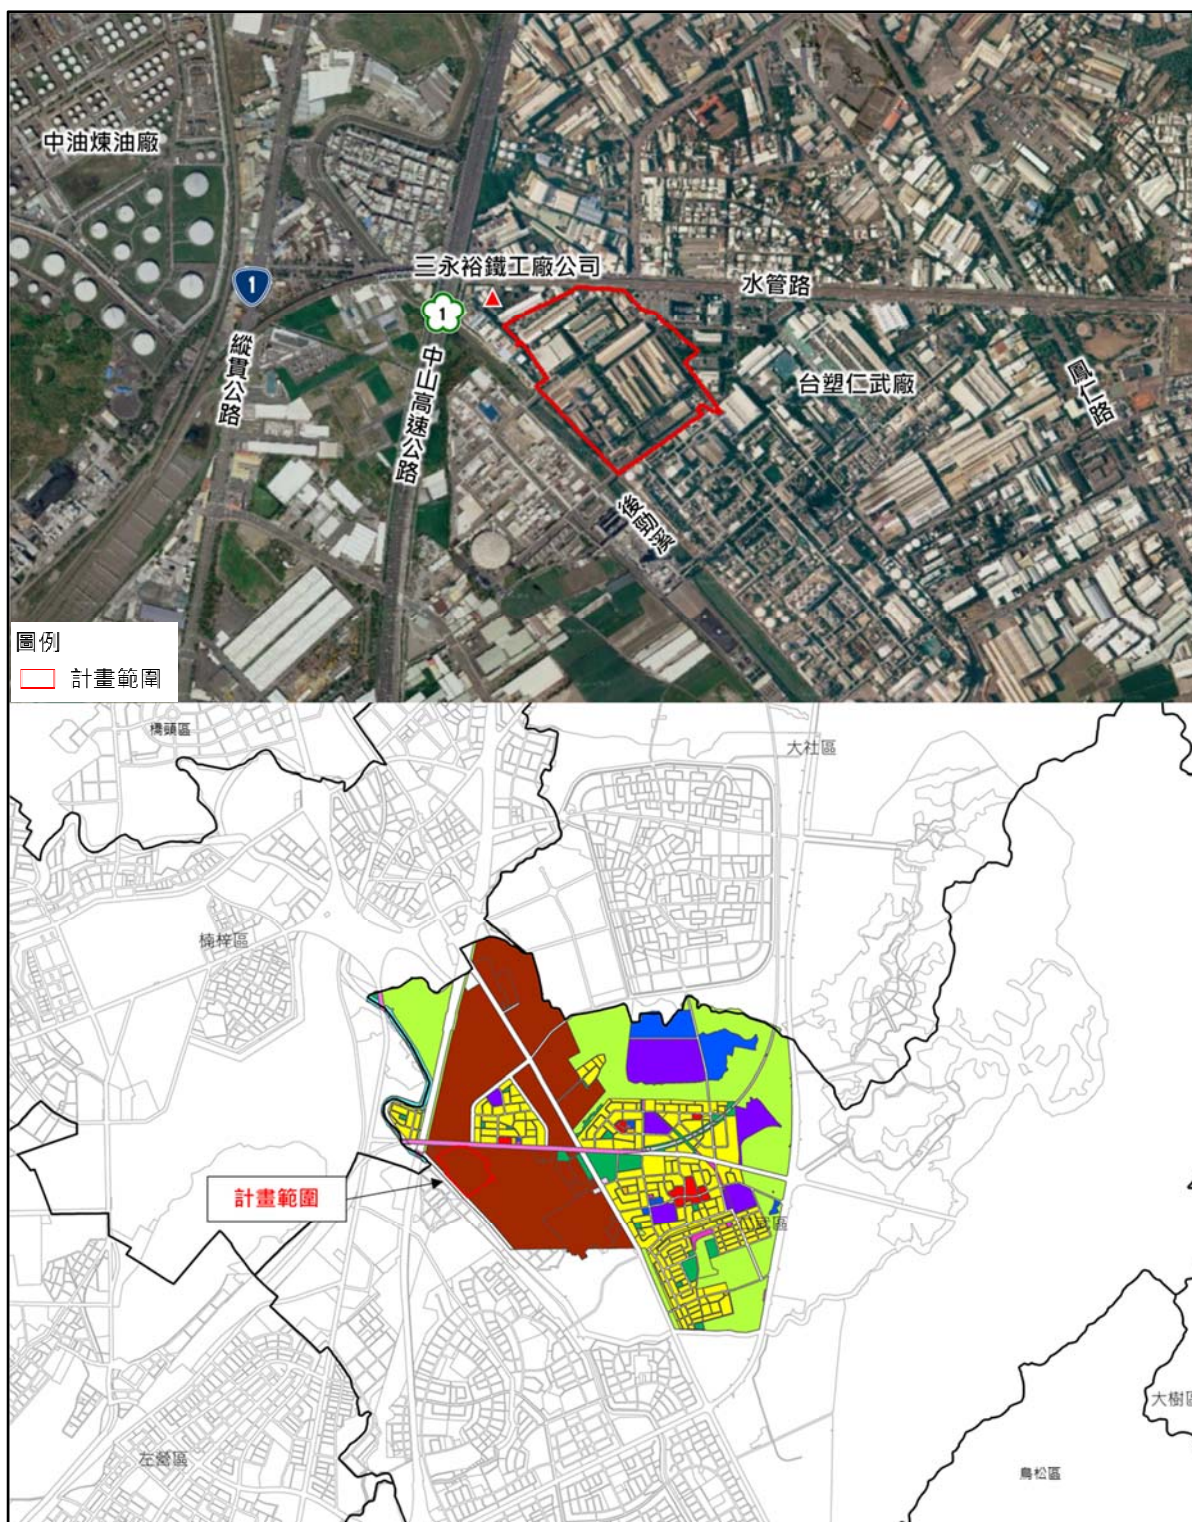 中油煉油廠
三永裕鐵工廠公司
1
水管路
1
縱貫公路
中山高速公路
台塑仁武廠
鳳仁路
後勁溪
圖例
計畫範圍
橋頭區
大社區
楠梓區
計畫範圍
大樹區
左營區
鳥松區